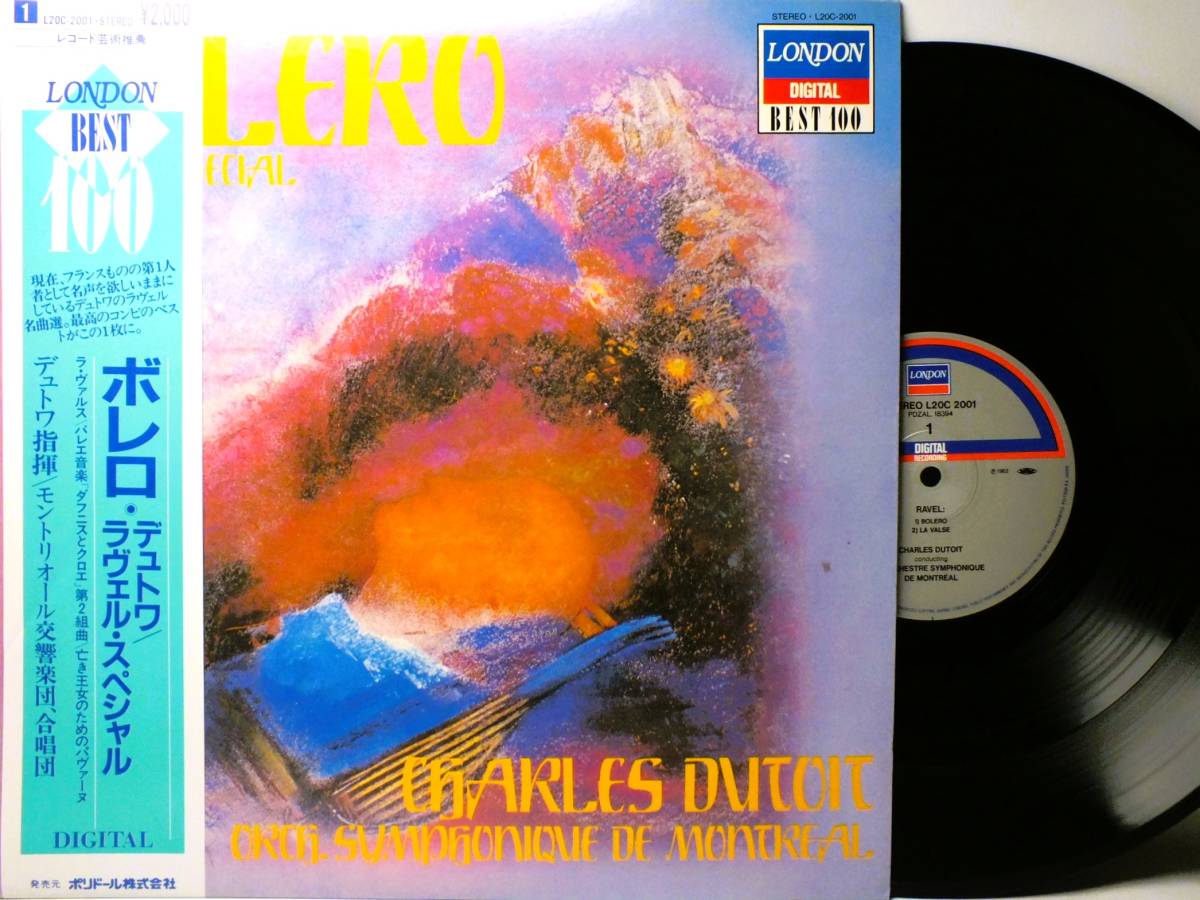 1
L20C-2001・STEREO ¥2,000
レコード芸術推薦
LONDON
BEST
100
現在、フランスものの第1人
者として名声を欲しいままに
しているデュトワのラヴェル
名曲選。最高のコンビのベス
トがこの1枚に。
ボレロ・デュトワ/
ラヴェル・スペシャル
ラ・ヴァルス/バレエ音楽「ダフニスとクロエ」第2組曲/亡き王女のためのパヴァーヌ
デュトワ指揮/モントリオール交響楽団、合唱団
DIGITAL
発売元 ポリドール株式会社
LERO
ECIAL
STEREO・L20C-2001
LONDON
DIGITAL
BEST 100
CHARLES DUTOIT
ORCH. SYMPHONIQUE DE MONTREAL
LONDON
EREO L20C 2001
PDZAL. 18394
1
DIGITAL
RECORDING
℗ 1982
RAVEL:
1) BOLERO
2) LA VALSE
CHARLES DUTOIT
conducting
CHESTRE SYMPHONIQUE
DE MONTREAL